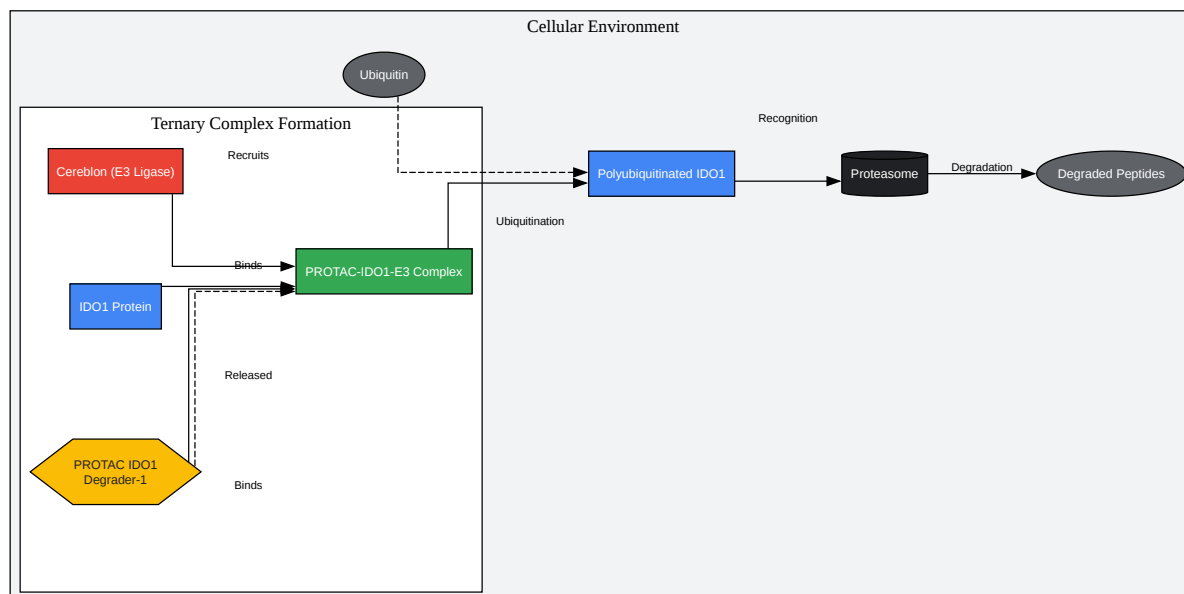 Cellular Environment
Ubiquitin
Ternary Complex Formation
Recruits
Cereblon (E3 Ligase)
Recognition
Polyubiquitinated IDO1
Proteasome
Degradation
Degraded Peptides
Ubiquitination
Binds
PROTAC-IDO1-E3 Complex
IDO1 Protein
Released
PROTAC IDO1
Degrader-1
Binds